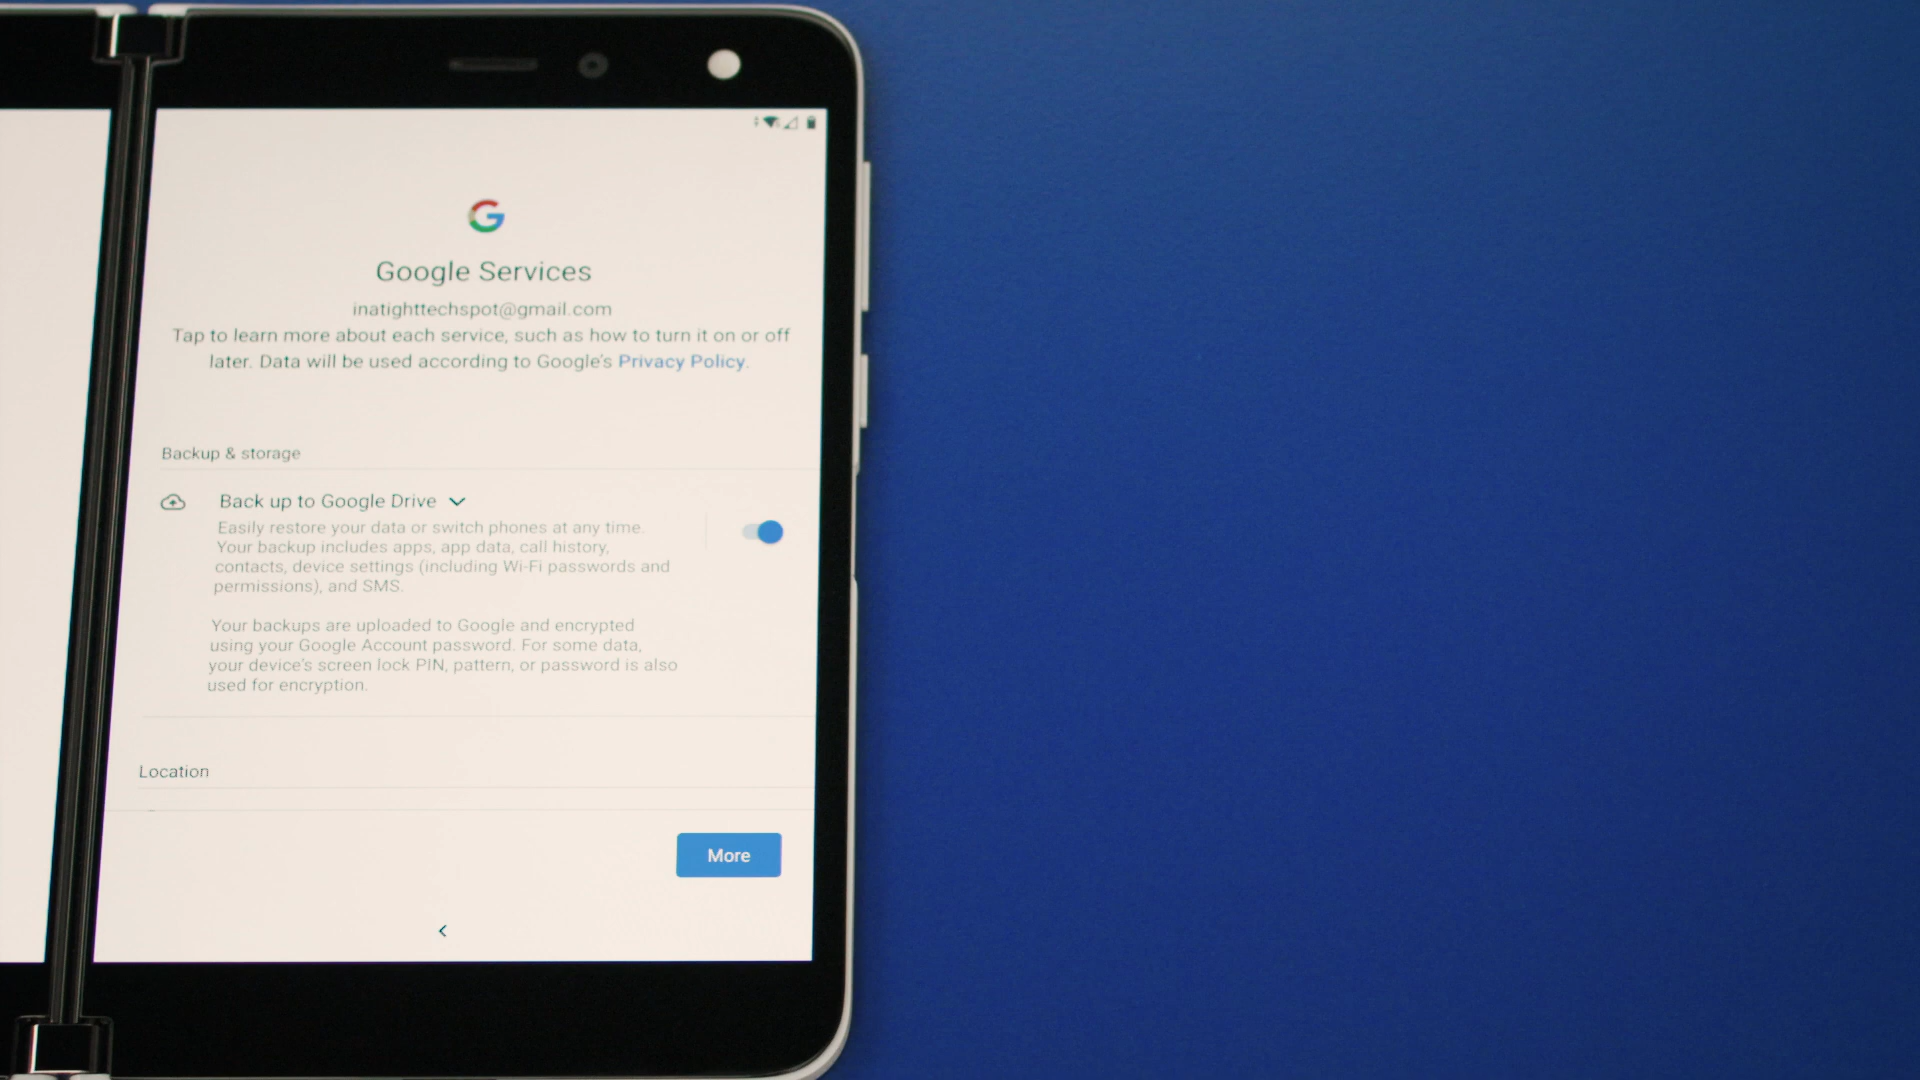 Google Services
inatighttechspot@gmail.com
Tap to learn more about each service, such as how to turn it on or off
later. Data will be used according to Google's Privacy Policy.
Backup & storage
Back up to Google Drive
Easily restore your data or switch phones at any time.
Your backup includes apps, app data, call history,
contacts, device settings (including Wi-Fi passwords and
permissions), and SMS.
Your backups are uploaded to Google and encrypted
using your Google Account password. For some data,
your device's screen lock PIN, pattern, or password is also
used for encryption.
Location
More